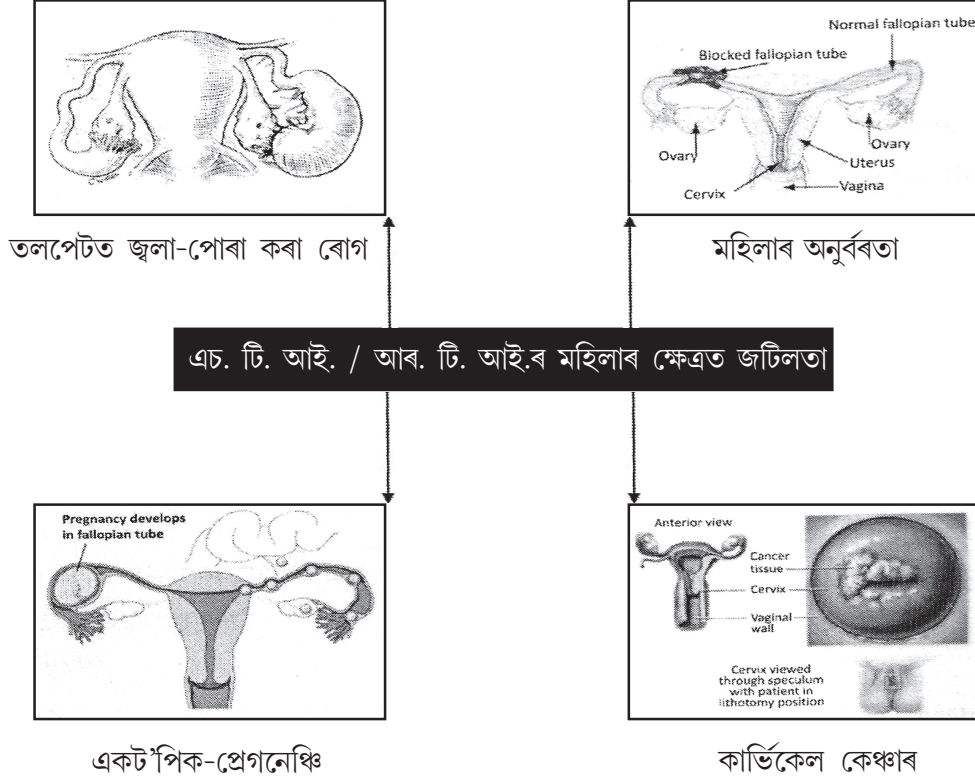 Normal fallopian tube
Blocked fallopian tube
Ovary
Ovary
Uterus
Cervix
Vagina
তলপেটত জ্বলা-পোৰা কৰা ৰোগ
মহিলাৰ অনুৰ্বৰতা
এচ. টি. আই. / আৰ. টি. আই.ৰ মহিলাৰ ক্ষেত্ৰত জটিলতা
Pregnancy develops
in fallopian tube
Anterior view
Cancer
tissue
Cervix
Vaginal
wall
Cervix viewed
through speculum
with patient in
lithotomy position
একট'পিক-প্ৰেগনেঞ্চি
কাৰ্ভিকেল কেঞ্চাৰ